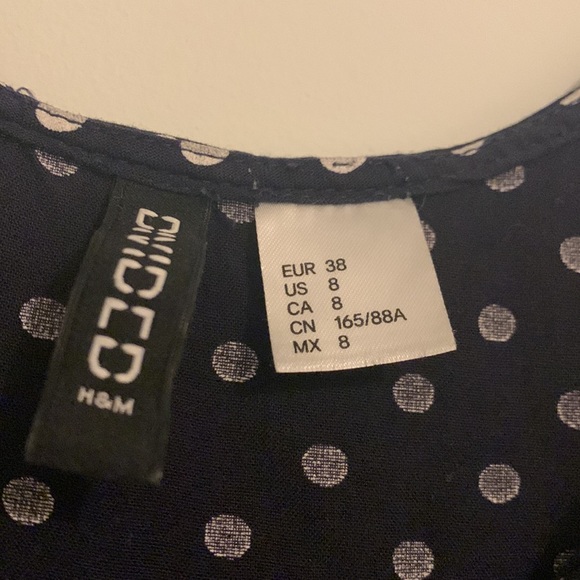 DIVIDED
H&M
EUR 38
US 8
CA 8
CN 165/88A
MX 8